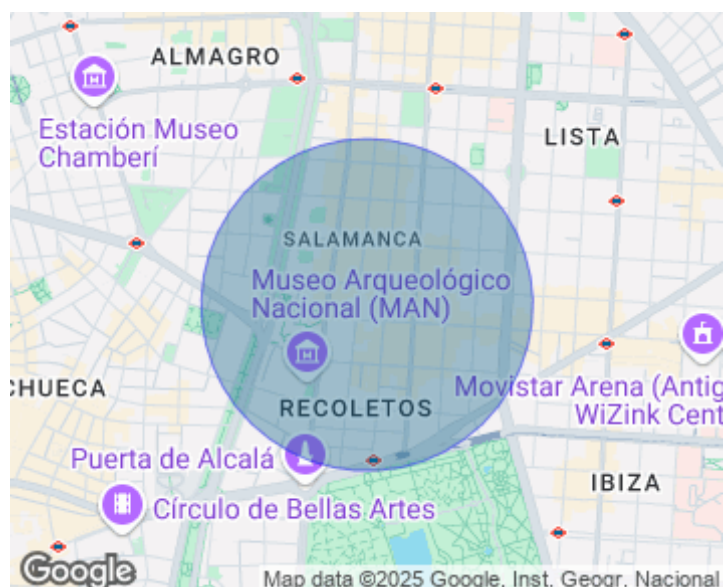 ALMAGRO
Estación Museo
Chamberí
LISTA
SALAMANCA
Museo Arqueológico
Nacional (MAN)
CHUECA
RECOLETOS
Movistar Arena (Antig
WiZink Cent
Puerta de Alcalá
IBIZA
Círculo de Bellas Artes
Google
Map data ©2025 Google, Inst. Geogr. Nacional